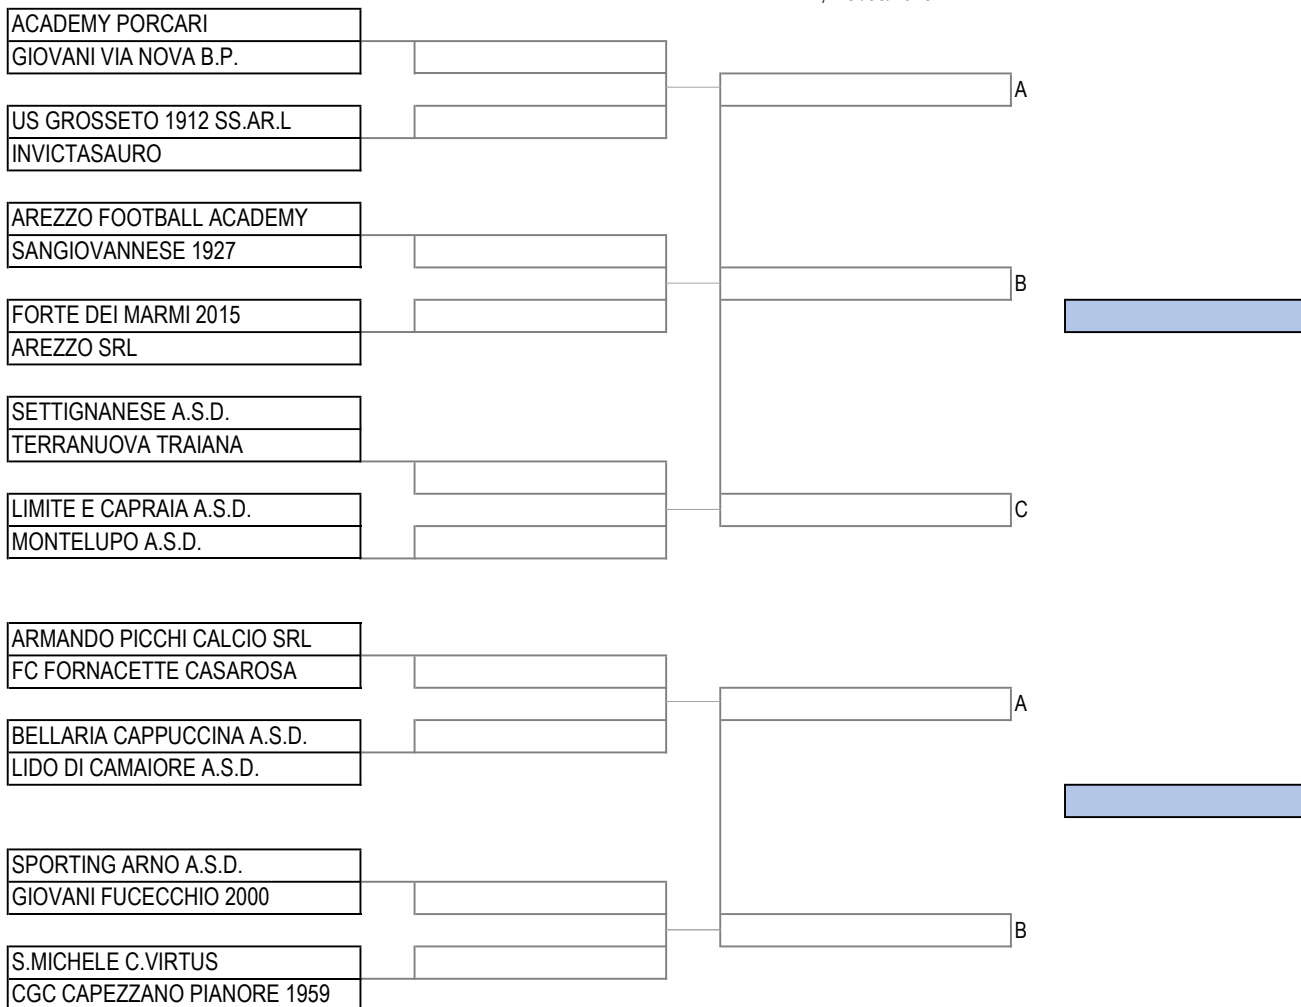 ACADEMY PORCARI
GIOVANI VIA NOVA B.P.
A
US GROSSETO 1912 SS.AR.L
INVICTASAURO
AREZZO FOOTBALL ACADEMY
SANGIOVANNESE 1927
B
FORTE DEI MARMI 2015
AREZZO SRL
SETTIGNANESE A.S.D.
TERRANUOVA TRAIANA
LIMITE E CAPRAIA A.S.D.
C
MONTELUPO A.S.D.
ARMANDO PICCHI CALCIO SRL
FC FORNACETTE CASAROSA
A
BELLARIA CAPPUCCINA A.S.D.
LIDO DI CAMAIORE A.S.D.
SPORTING ARNO A.S.D.
GIOVANI FUCECCHIO 2000
B
S.MICHELE C.VIRTUS
CGC CAPEZZANO PIANORE 1959